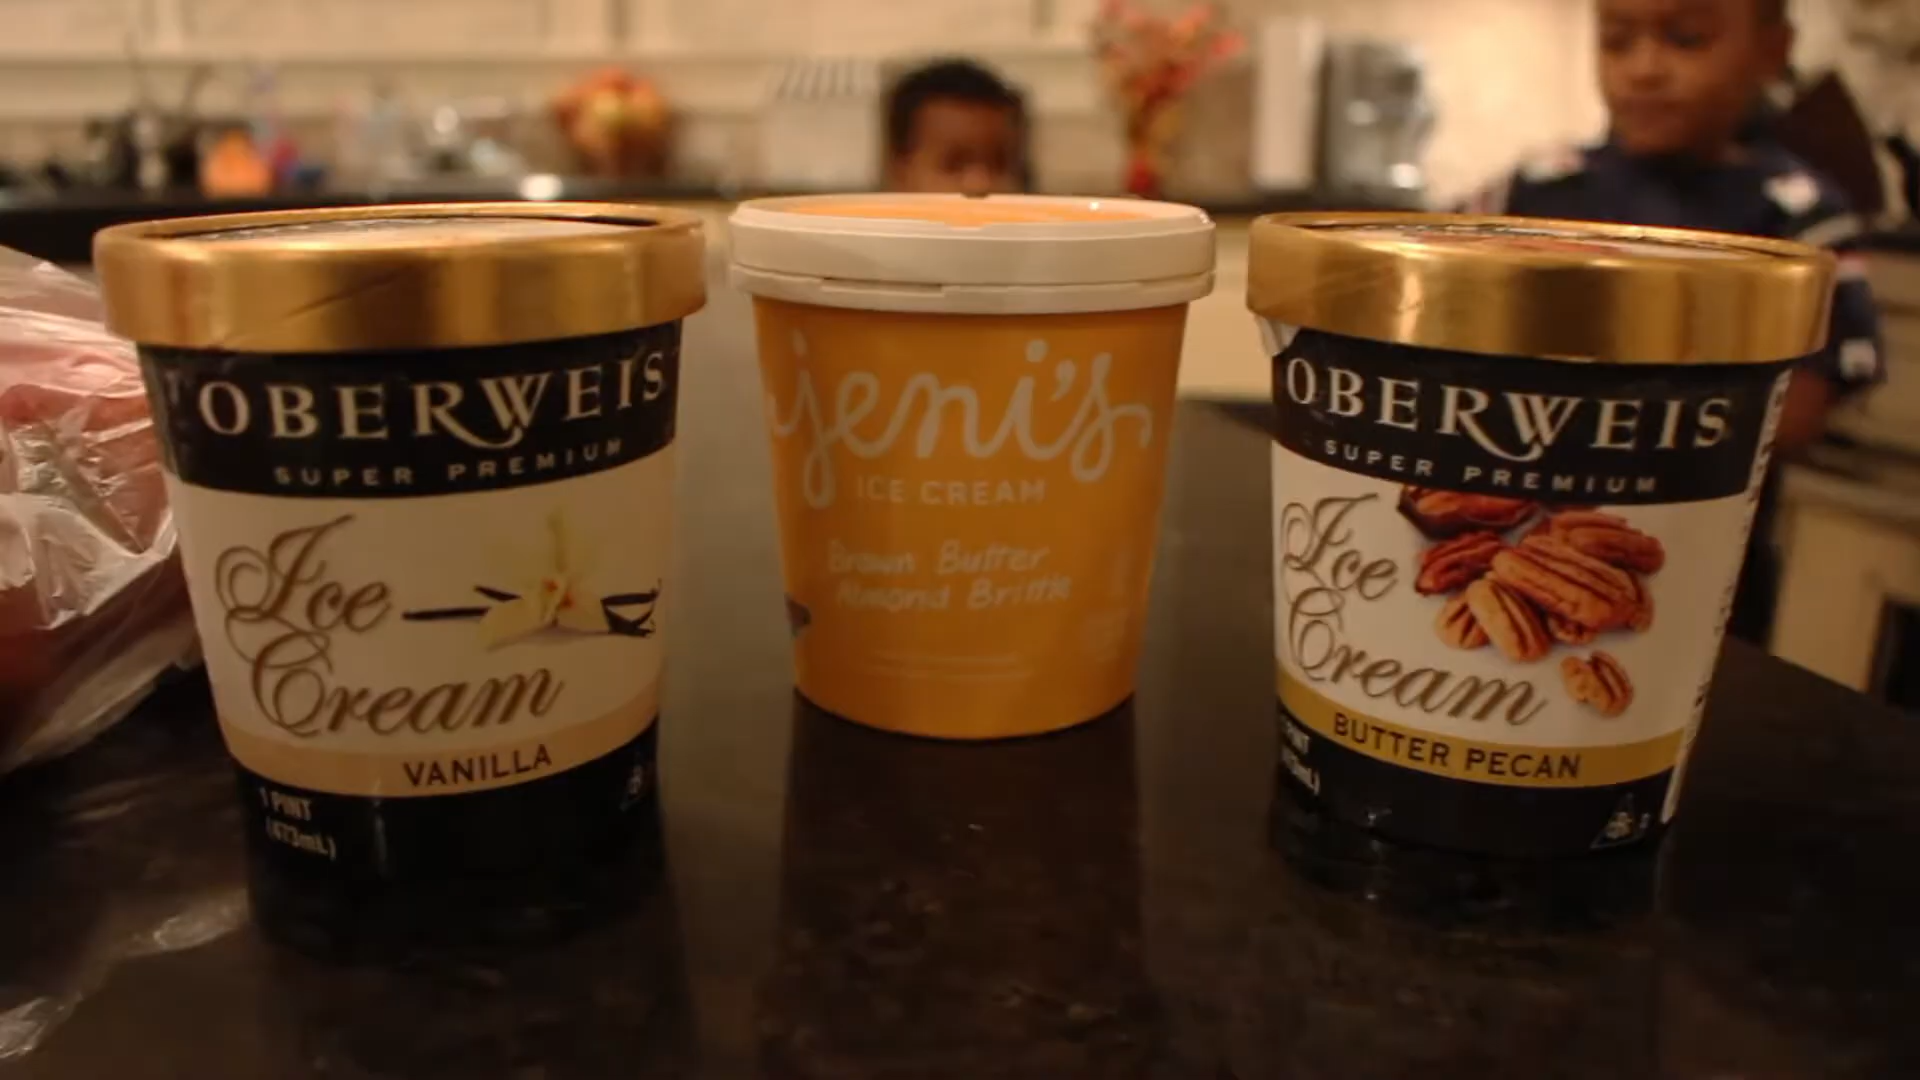 OBERWEIS
SUPER PREMIUM
Ice
Cream
VANILLA
1 PINT
(473mL)
jeni's
ICE CREAM
Brown Butter
Almond Brittle
OBERWEIS
SUPER PREMIUM
Ice
Cream
BUTTER PECAN